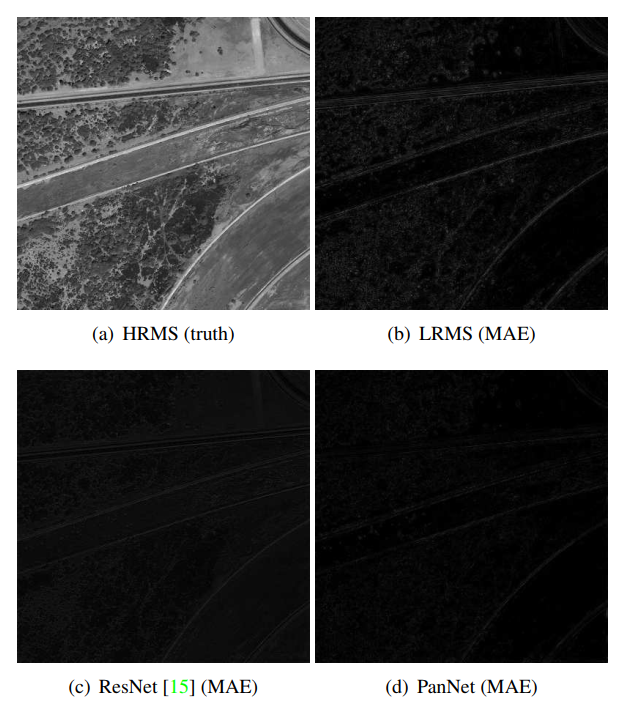 (a) HRMS (truth)
(b) LRMS (MAE)
(c) ResNet [15] (MAE)
(d) PanNet (MAE)